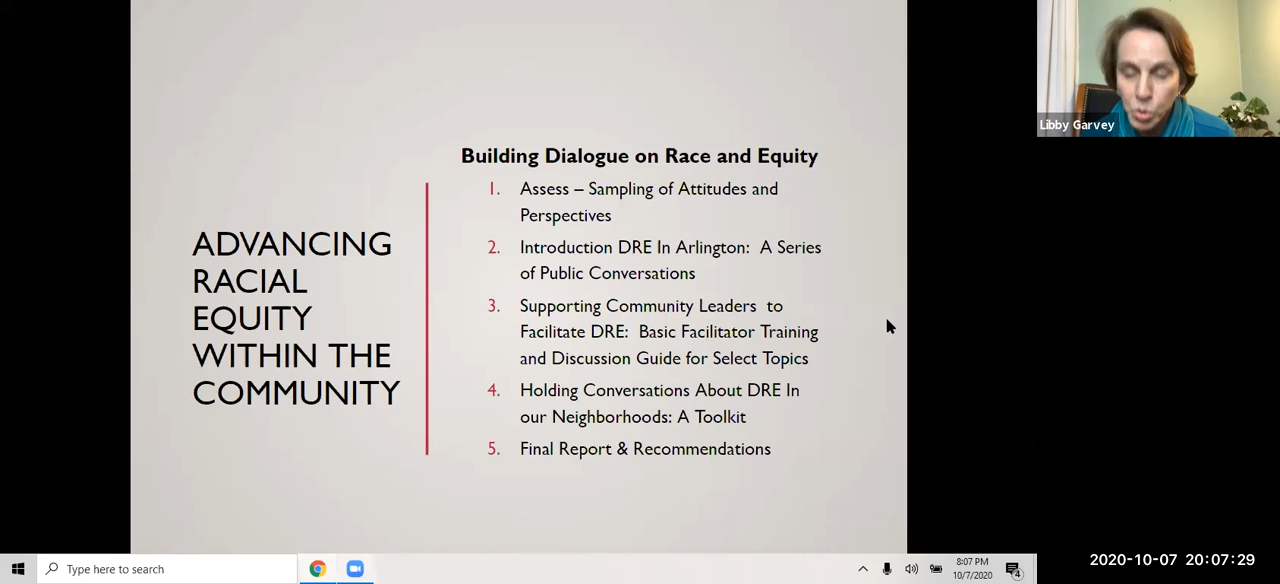 Building Dialogue on Race and Equity
1. Assess – Sampling of Attitudes and
Perspectives
2. Introduction DRE In Arlington: A Series
of Public Conversations
3. Supporting Community Leaders to
Facilitate DRE: Basic Facilitator Training
and Discussion Guide for Select Topics
4. Holding Conversations About DRE In
our Neighborhoods: A Toolkit
5. Final Report & Recommendations
ADVANCING
RACIAL
EQUITY
WITHIN THE
COMMUNITY
Libby Garvey
Type here to search
8:07 PM
10/7/2020
4
2020-10-07 20:07:29